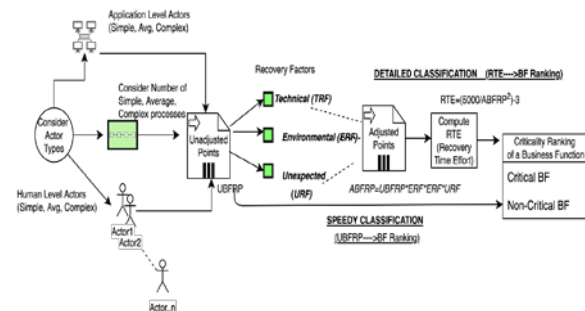 Application Level Actors
(Simple, Avg, Complex)
Consider Number of
Simple, Average,
Complox processes
Consider
Actor
Types
Human Level Actors
(Simple, Avg, Complex)
Actor1
Actor2
Actor..n
Unadjusted
Points
UBFRP
Recovery Factors
Technical (TRF)
Environmental (ERF)
Unexpected
(URF)
Adjusted
Points
ABFRP=UBFRP*ERF*ERF*URF
DETAILED CLASSIFICATION (RTE---->BF Ranking)
RTE=(5000/ABFRP²)-3
Compute
RTE
(Recovery
Time Effort)
SPEEDY CLASSIFICATION
(UBFRP---->BF Ranking)
Criticality Ranking
of a Business Function
Critical BF
Non-Critical BF